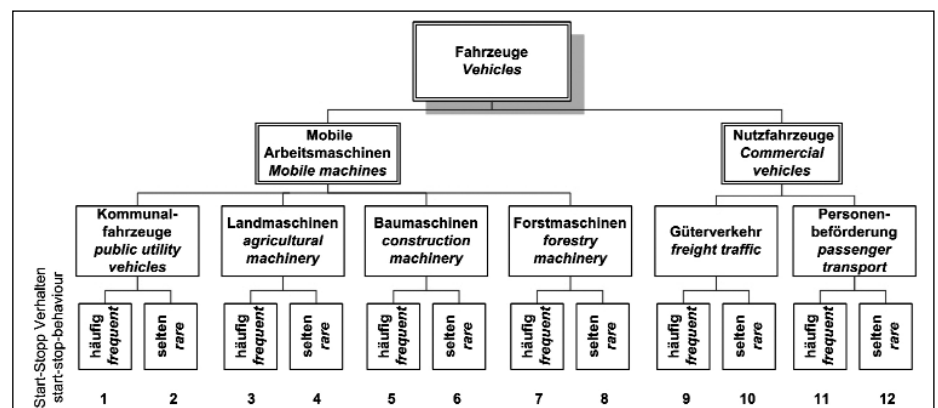 Fahrzeuge
Vehicles
Mobile
Arbeitsmaschinen
Mobile machines
Nutzfahrzeuge
Commercial
vehicles
Kommunal-
fahrzeuge
public utility
vehicles
Landmaschinen
agricultural
machinery
Baumaschinen
construction
machinery
Forstmaschinen
forestry
machinery
Güterverkehr
freight traffic
Personen-
beförderung
passenger
transport
Start-Stopp Verhalten
start-stop-behaviour
häufig
frequent
selten
rare
häufig
frequent
selten
rare
häufig
frequent
selten
rare
häufig
frequent
selten
rare
häufig
frequent
selten
rare
häufig
frequent
selten
rare
1 2 3 4 5 6 7 8 9 10 11 12